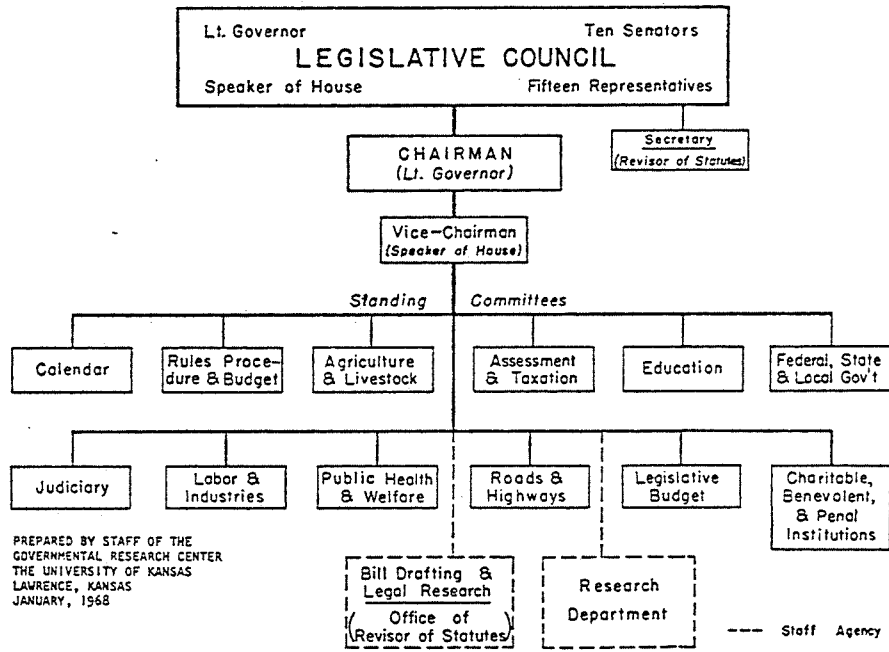 Lt. Governor Ten Senators
LEGISLATIVE COUNCIL
Speaker of House Fifteen Representatives
Secretary
(Revisor of Statutes)
CHAIRMAN
(Lt. Governor)
Vice-Chairman
(Speaker of House)
Standing Committees
Calendar
Rules Proce-
dure & Budget
Agriculture
& Livestock
Assessment
& Taxation
Education
Federal, State
& Local Gov't
Judiciary
Labor &
Industries
Public Health
& Welfare
Roads &
Highways
Legislative
Budget
Charitable,
Benevolent,
& Penal
Institutions
PREPARED BY STAFF OF THE
GOVERNMENTAL RESEARCH CENTER
THE UNIVERSITY OF KANSAS
LAWRENCE, KANSAS
JANUARY, 1968
Bill Drafting &
Legal Research
(Office of
Revisor of Statutes)
Research
Department
--- Staff Agency